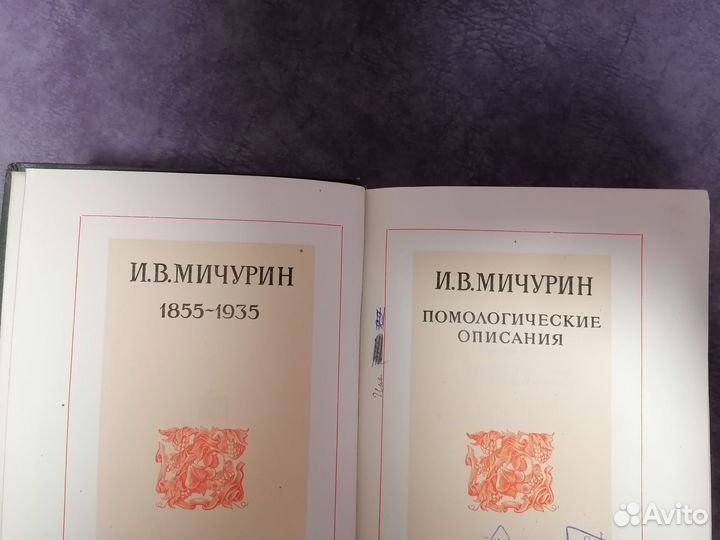 И.В.МИЧУРИН
1855-1935
И.В.МИЧУРИН
ПОМОЛОГИЧЕСКИЕ
ОПИСАНИЯ
Avito